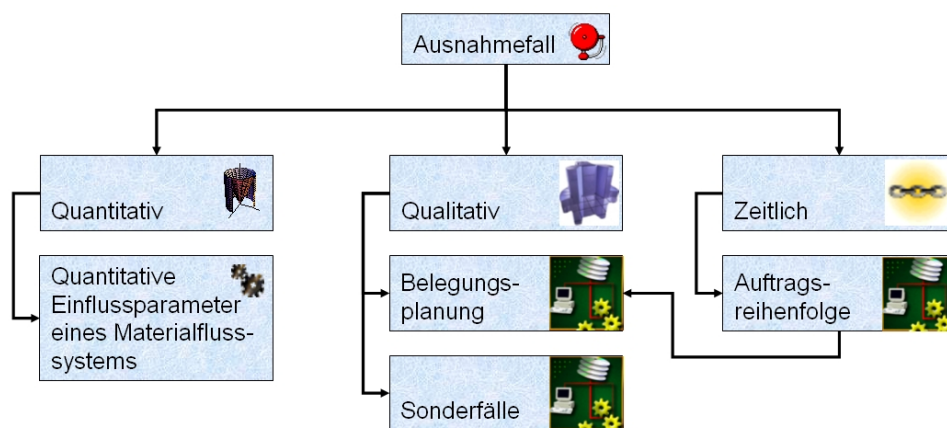 Ausnahmefall
Quantitativ
Qualitativ
Zeitlich
Quantitative
Einflussparameter
eines Materialfluss-
systems
Belegungs-
planung
Auftrags-
reihenfolge
Sonderfälle